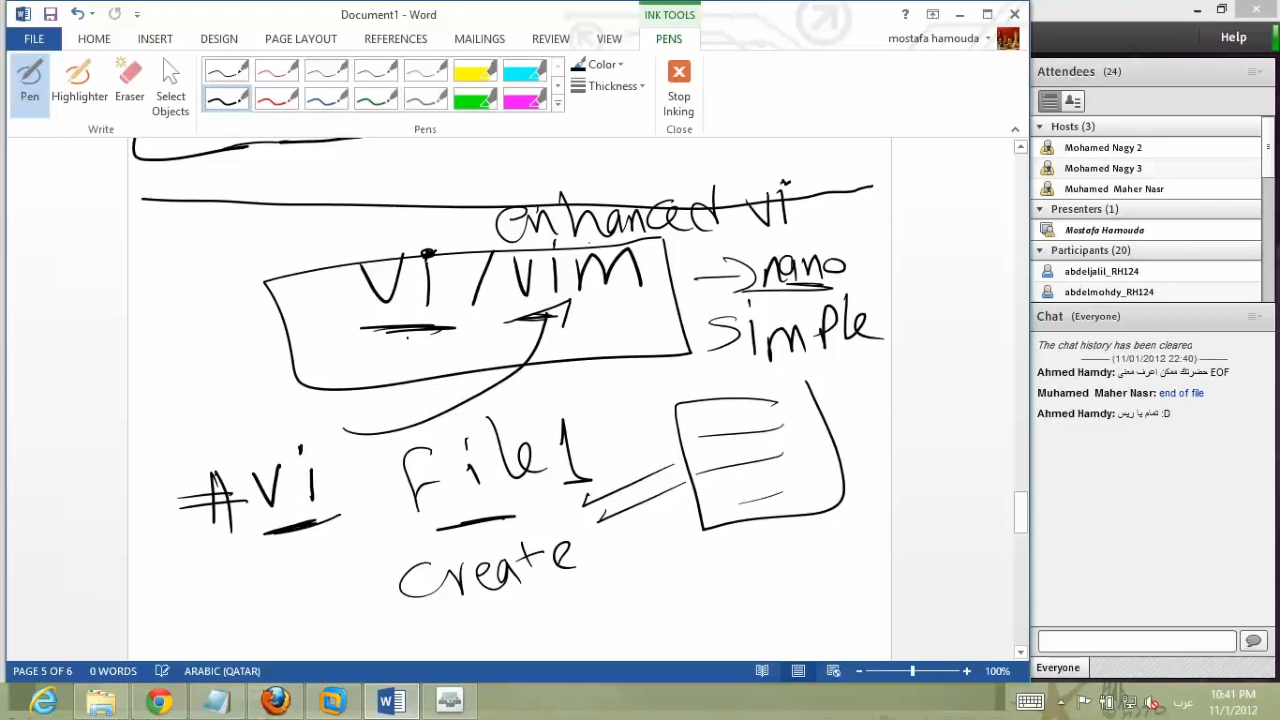 Document1 - Word
INK TOOLS
?
FILE
HOME
INSERT
DESIGN
PAGE LAYOUT
REFERENCES
MAILINGS
REVIEW
VIEW
PENS
mostafa hamouda
Pen
Highlighter
Eraser
Select
Objects
Color
Thickness
Stop
Inking
Write
Pens
Close
enhanced vi
vi / vim
nano
simple
#vi File1
create
PAGE 5 OF 6
0 WORDS
ARABIC (QATAR)
100%
Help
Attendees (24)
Hosts (3)
Mohamed Nagy 2
Mohamed Nagy 3
Muhamed Maher Nasr
Presenters (1)
Mostafa Hamouda
Participants (20)
abdeljalil_RH124
abdelmohdy_RH124
Chat (Everyone)
The chat history has been cleared
(11/01/2012 22:40)
Ahmed Hamdy: حضرتك ممكن اعرف معنى EOF
Muhamed Maher Nasr: end of file
Ahmed Hamdy: تمام يا ريس :D
Everyone
عرب
10:41 PM
11/1/2012